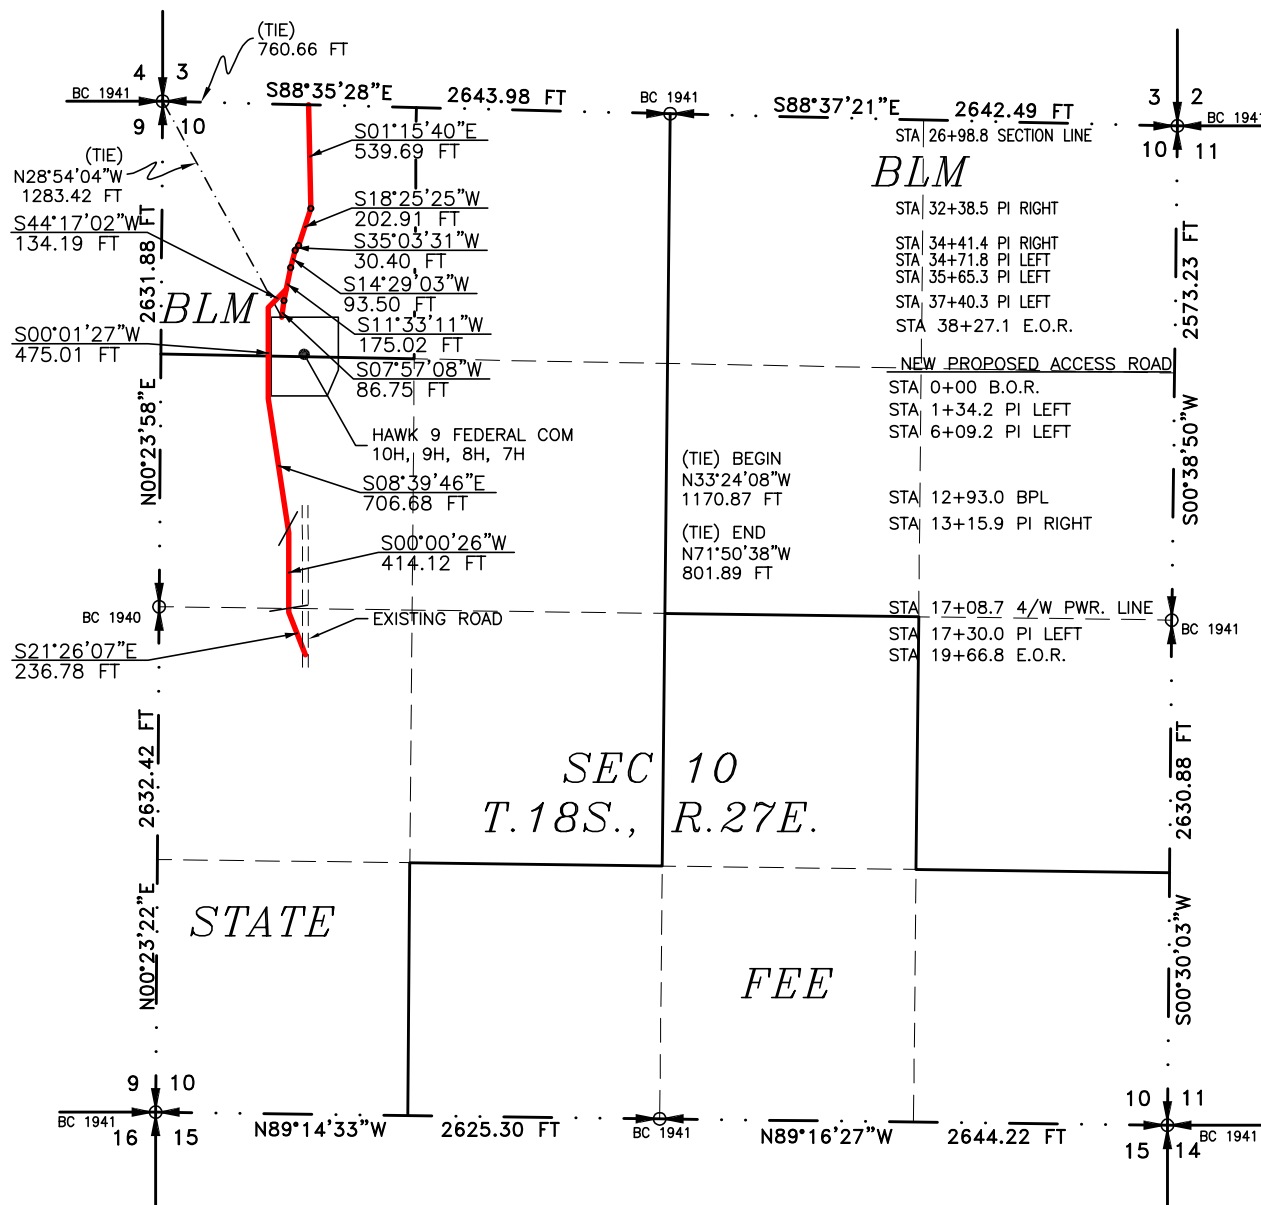 (TIE)
760.66 FT
4 3
BC 1941
9 10
S88°35'28"E 2643.98 FT
BC 1941
S88°37'21"E 2642.49 FT
3 2
BC 1941
10 11
STA 26+98.8 SECTION LINE
BLM
S01°15'40"E
539.69 FT
(TIE)
N28°54'04"W
1283.42 FT
S18°25'25"W
202.91 FT
STA 32+38.5 PI RIGHT
S44°17'02"W
134.19 FT
S35°03'31"W
30.40 FT
STA 34+41.4 PI RIGHT
STA 34+71.8 PI LEFT
STA 35+65.3 PI LEFT
S14°29'03"W
93.50 FT
STA 37+40.3 PI LEFT
BLM
S11°33'11"W
175.02 FT
STA 38+27.1 E.O.R.
S00°01'27"W
475.01 FT
S07°57'08"W
86.75 FT
NEW PROPOSED ACCESS ROAD
STA 0+00 B.O.R.
STA 1+34.2 PI LEFT
STA 6+09.2 PI LEFT
HAWK 9 FEDERAL COM
10H, 9H, 8H, 7H
(TIE) BEGIN
N33°24'08"W
1170.87 FT
S08°39'46"E
706.68 FT
STA 12+93.0 BPL
STA 13+15.9 PI RIGHT
(TIE) END
N71°50'38"W
801.89 FT
S00°00'26"W
414.12 FT
N00°23'58"E 2631.88 FT
S00°38'50"W 2573.23 FT
BC 1940
EXISTING ROAD
STA 17+08.7 4/W PWR. LINE
STA 17+30.0 PI LEFT
STA 19+66.8 E.O.R.
BC 1941
S21°26'07"E
236.78 FT
SEC 10
T.18S., R.27E.
N00°23'22"E 2632.42 FT
S00°30'03"W 2630.88 FT
STATE
FEE
9 10
BC 1941
16 15
N89°14'33"W 2625.30 FT
BC 1941
N89°16'27"W 2644.22 FT
10 11
BC 1941
15 14